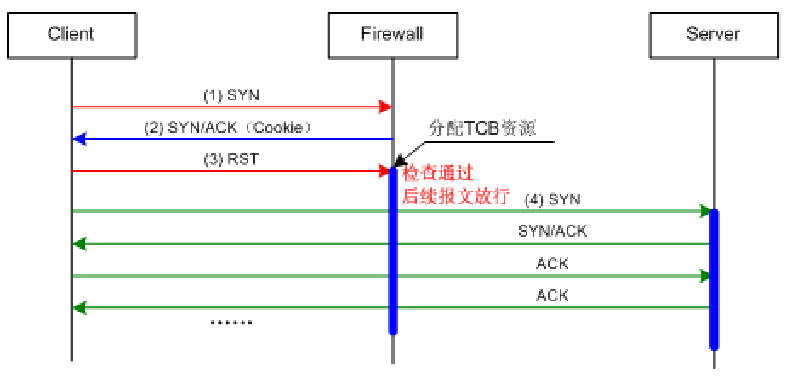 Client
Firewall
Server
(1) SYN
(2) SYN/ACK（Cookie）
分配TCB资源
(3) RST
检查通过
后续报文放行
(4) SYN
SYN/ACK
ACK
ACK
······